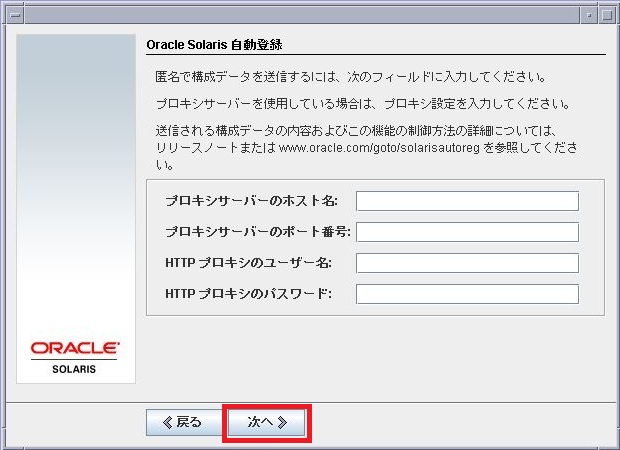 Oracle Solaris 自動登録
匿名で構成データを送信するには、次のフィールドに入力してください。
プロキシサーバーを使用している場合は、プロキシ設定を入力してください。
送信される構成データの内容およびこの機能の制御方法の詳細については、
リリースノートまたは www.oracle.com/goto/solarisautoreg を参照してくださ
い。
プロキシサーバーのホスト名:
プロキシサーバーのポート番号:
HTTP プロキシのユーザー名:
HTTP プロキシのパスワード:
ORACLE
SOLARIS
戻る
次へ